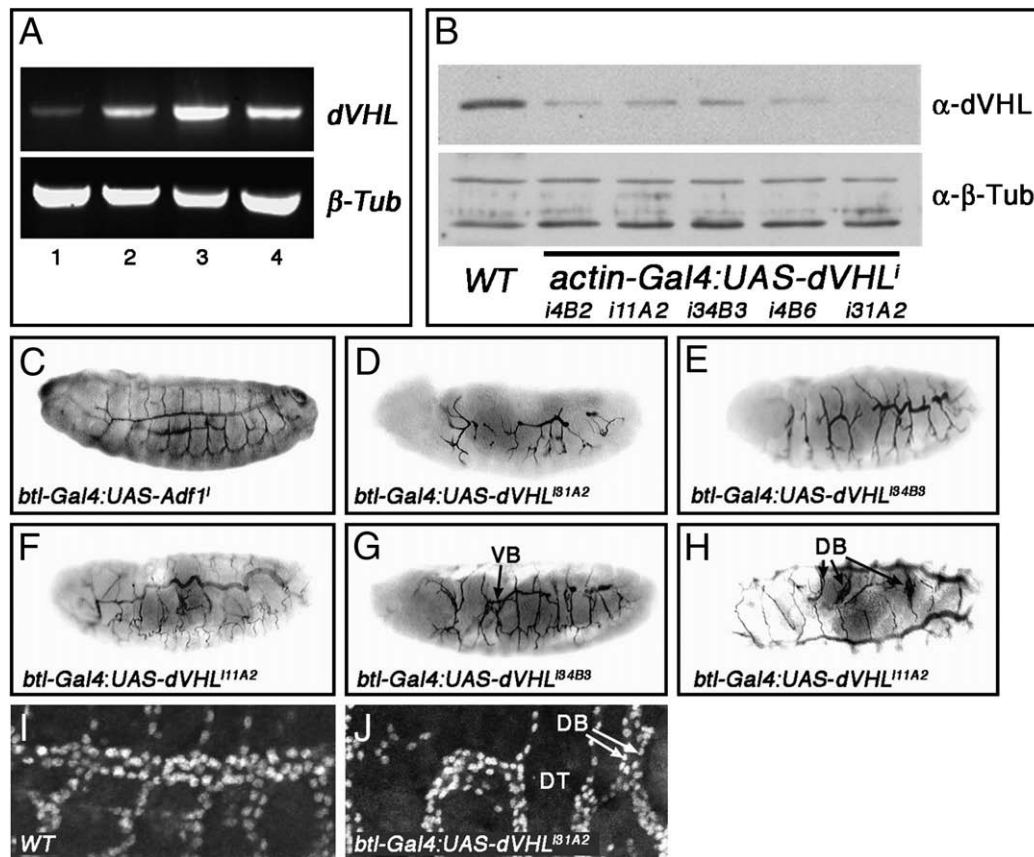 A
dVHL
β-Tub
1 2 3 4
B
α-dVHL
α-β-Tub
WT actin-Gal4:UAS-dVHLⁱ
i4B2 i11A2 i34B3 i4B6 i31A2
C
btl-Gal4:UAS-Adf1ⁱ
D
btl-Gal4:UAS-dVHLⁱ³¹ᴬ²
E
btl-Gal4:UAS-dVHLⁱ³⁴ᴮ³
F
btl-Gal4:UAS-dVHLⁱ¹¹ᴬ²
G
VB
btl-Gal4:UAS-dVHLⁱ³⁴ᴮ³
H
DB
btl-Gal4:UAS-dVHLⁱ¹¹ᴬ²
I
WT
J
DB
DT
btl-Gal4:UAS-dVHLⁱ³¹ᴬ²